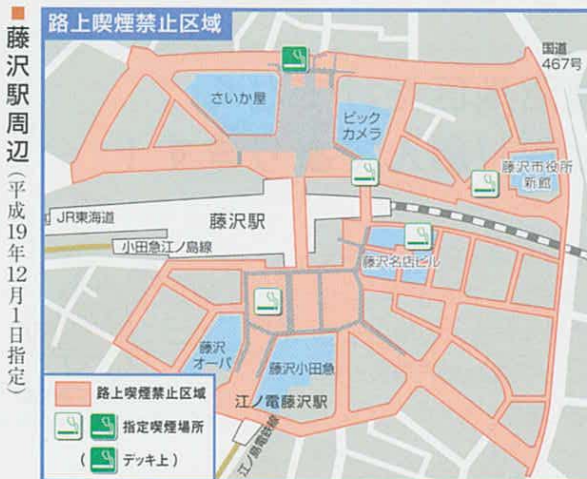 ■藤沢駅周辺(平成19年12月1日指定)
路上喫煙禁止区域
国道
467号
さいか屋
ビック
カメラ
藤沢市役所
新館
JR東海道
藤沢駅
小田急江ノ島線
藤沢名店ビル
藤沢
オーパ
藤沢小田急
江ノ電藤沢駅
江ノ島電鉄線
路上喫煙禁止区域
指定喫煙場所
( デッキ上)